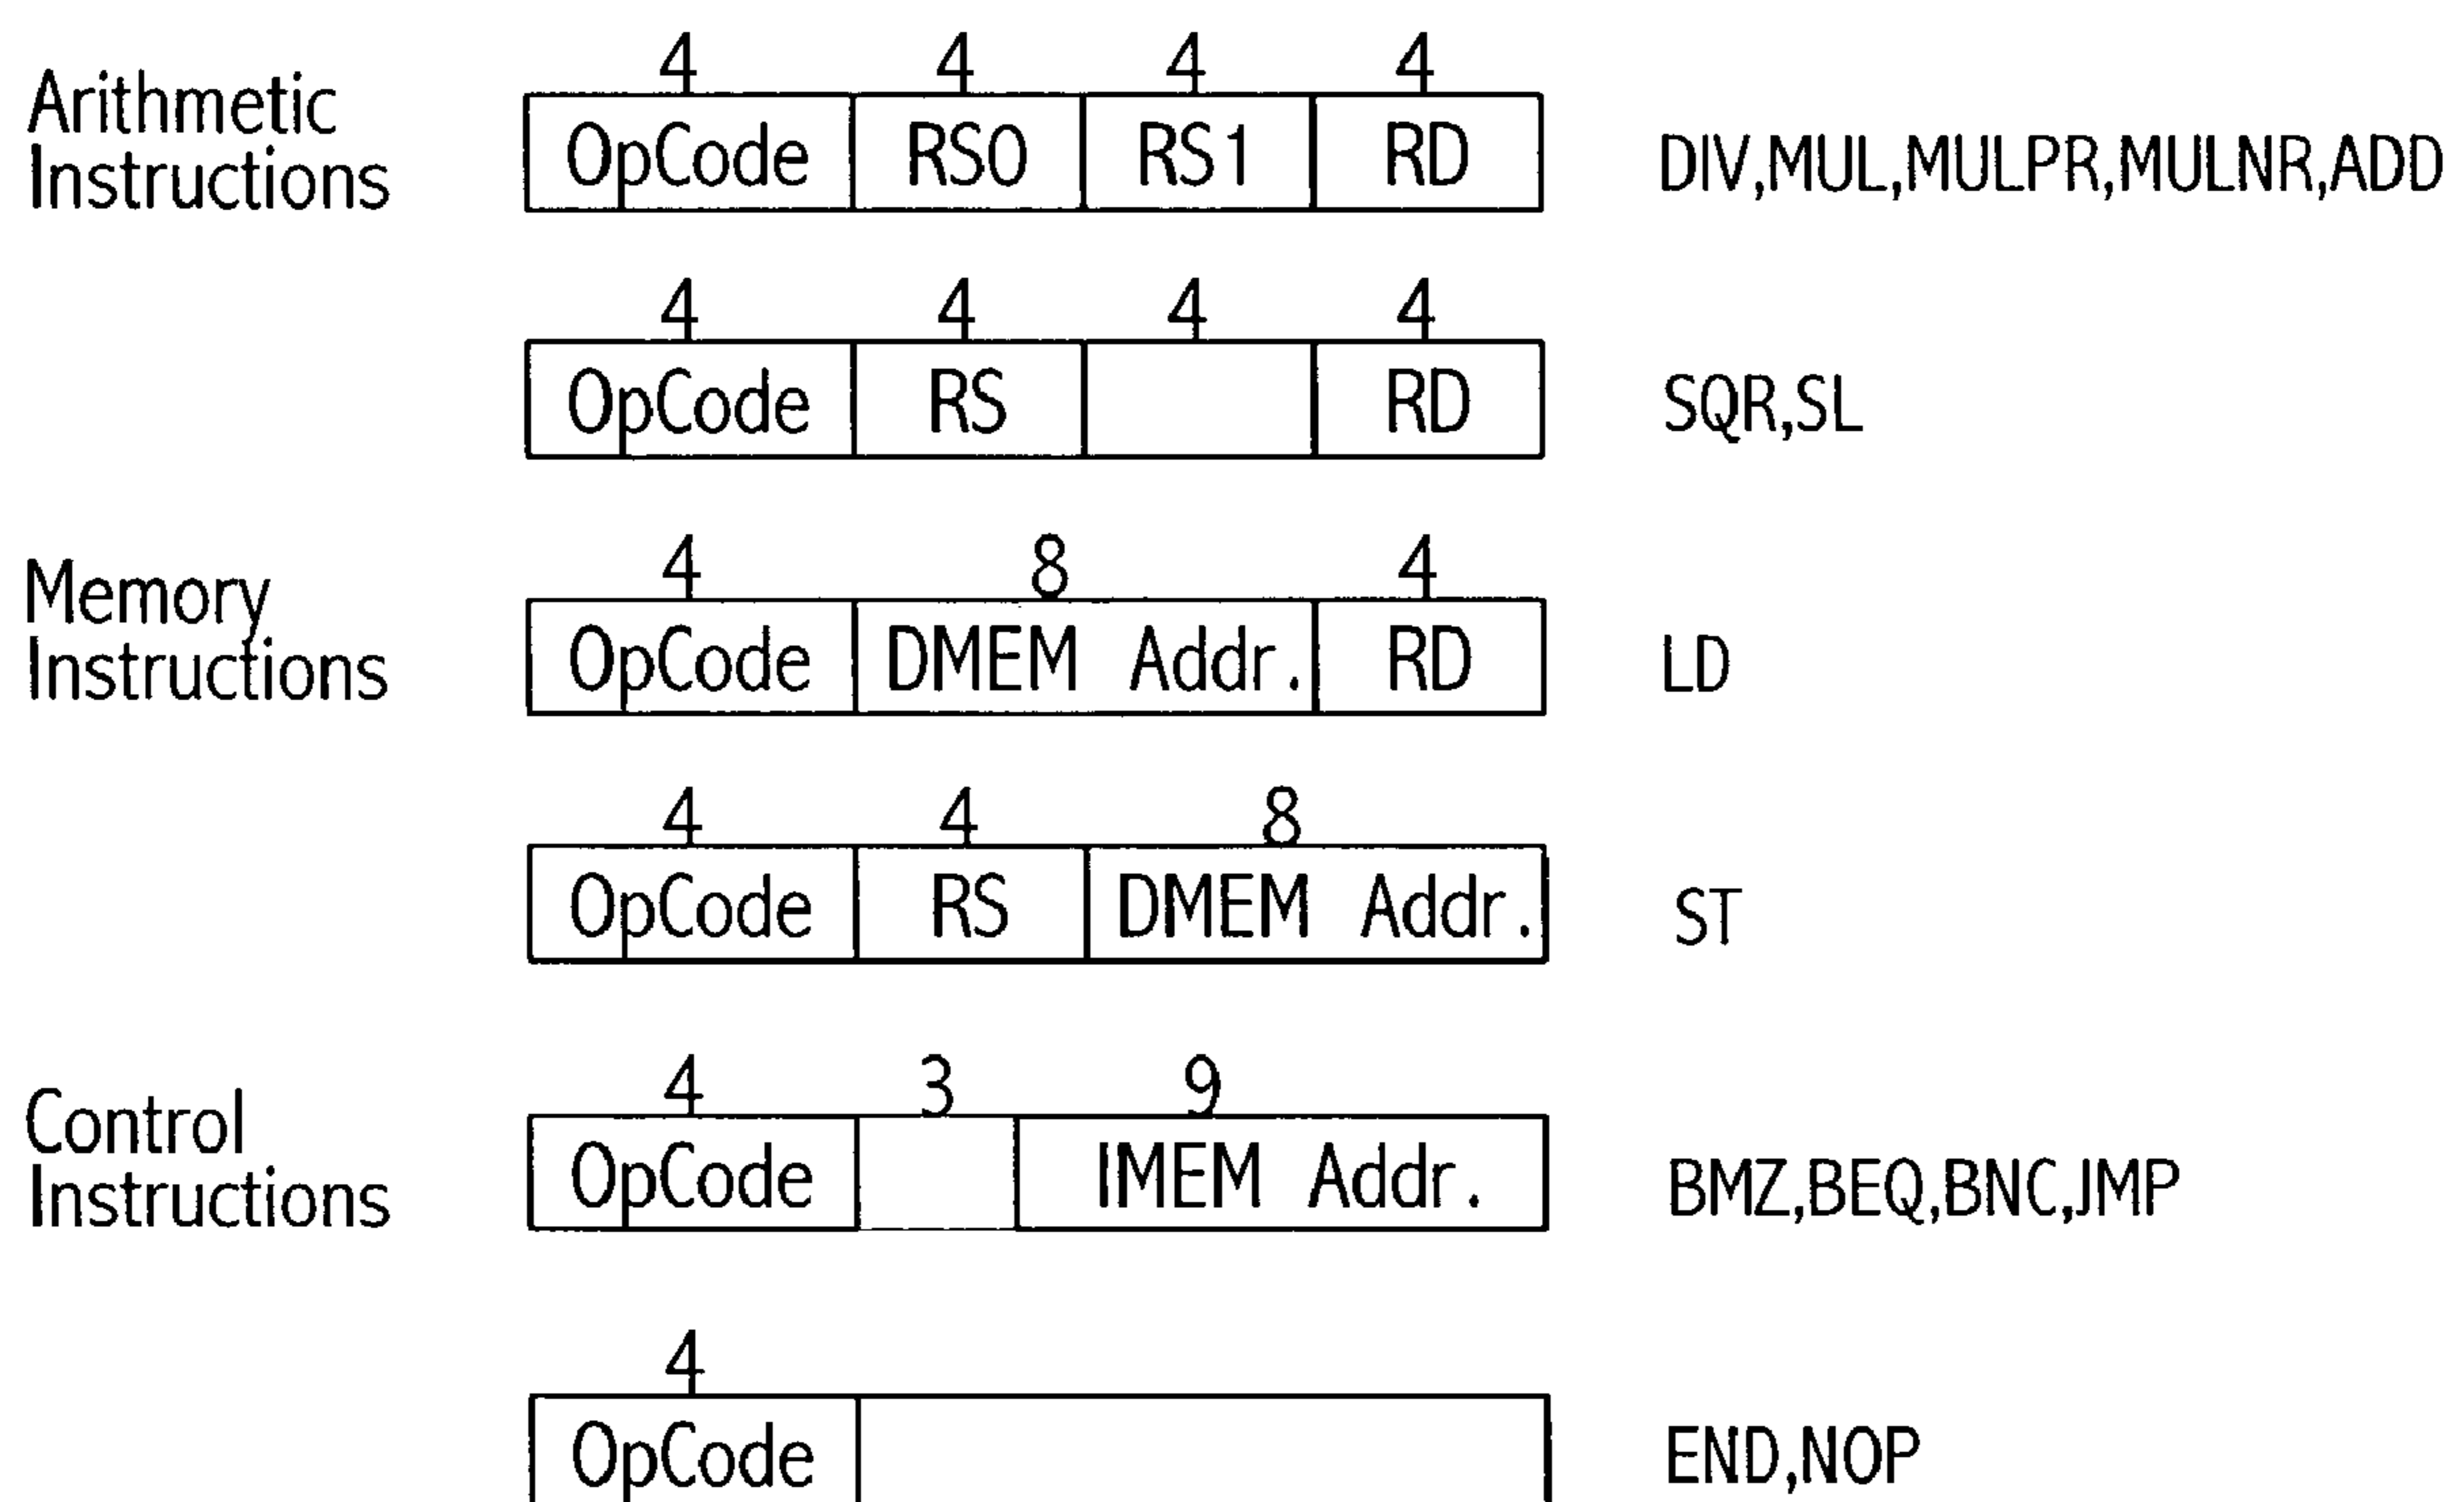 4 4 4 4
Arithmetic
Instructions
OpCode RS0 RS1 RD
DIV,MUL,MULPR,MULNR,ADD
4 4 4 4
OpCode RS RD
SQR,SL
4 8 4
Memory
Instructions
OpCode DMEM Addr. RD
LD
4 4 8
OpCode RS DMEM Addr.
ST
4 3 9
Control
Instructions
OpCode IMEM Addr.
BMZ,BEQ,BNC,JMP
4
OpCode
END,NOP